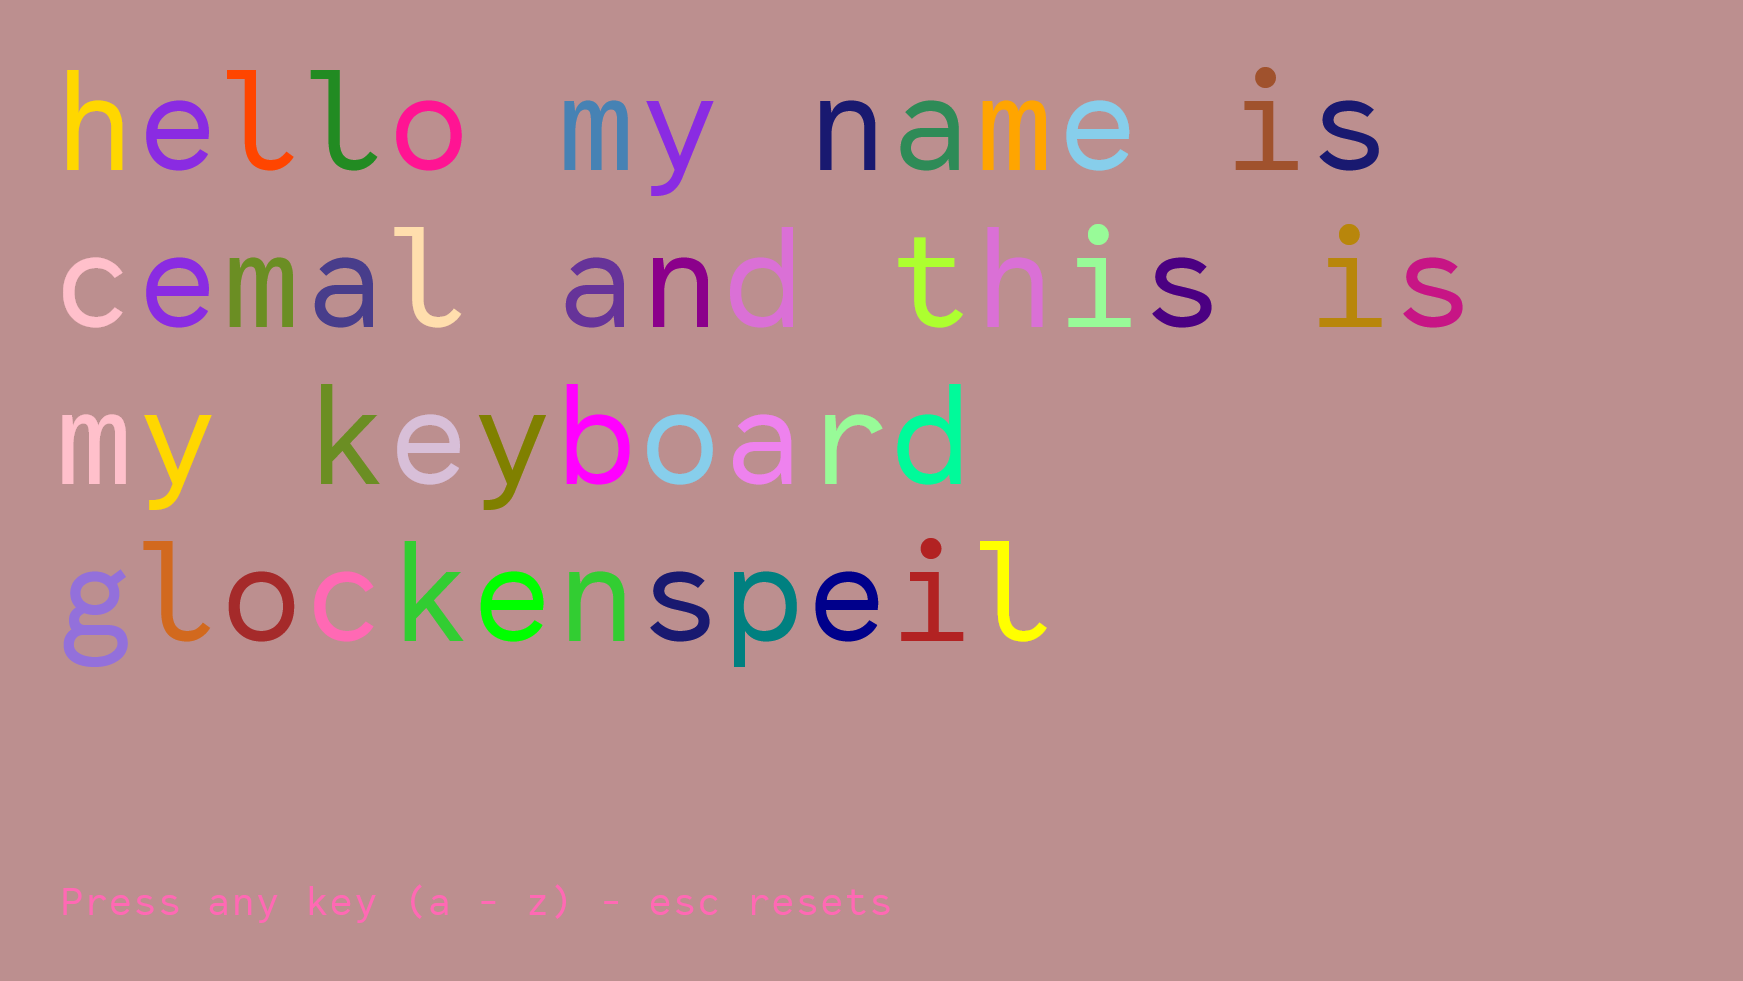 hello my name is
cemal and this is
my keyboard
glockenspeil
Press any key (a - z) - esc resets